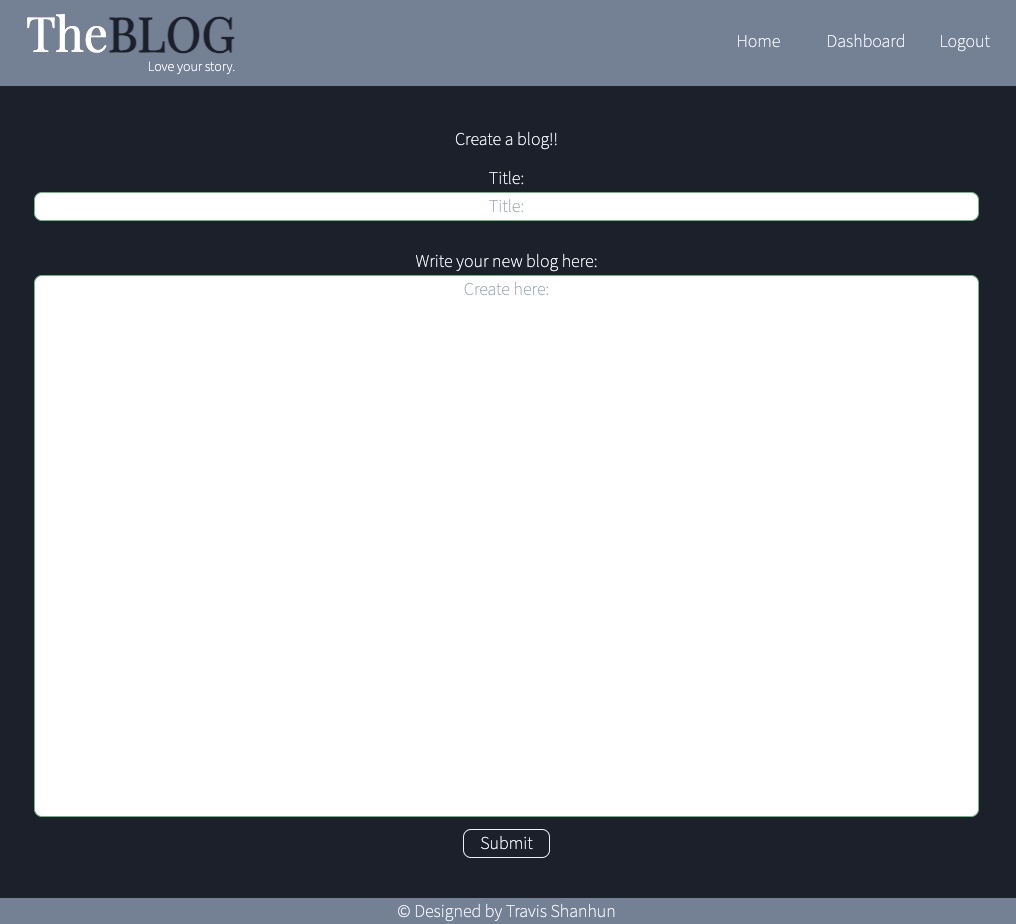 TheBLOG
Love your story.
Home Dashboard Logout
Create a blog!!
Title:
Title:
Write your new blog here:
Create here:
Submit
© Designed by Travis Shanhun